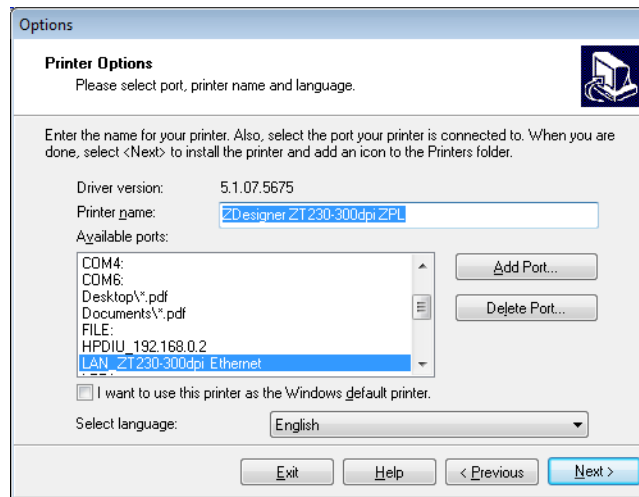 Options
Printer Options
Please select port, printer name and language.
Enter the name for your printer. Also, select the port your printer is connected to. When you are
done, select <Next> to install the printer and add an icon to the Printers folder.
Driver version: 5.1.07.5675
Printer name: ZDesigner ZT230-300dpi ZPL
Available ports:
COM4:
COM6:
Desktop\*.pdf
Documents\*.pdf
FILE:
HPDIU_192.168.0.2
LAN_ZT230-300dpi Ethernet
Add Port...
Delete Port...
I want to use this printer as the Windows default printer.
Select language: English
Exit Help < Previous Next >